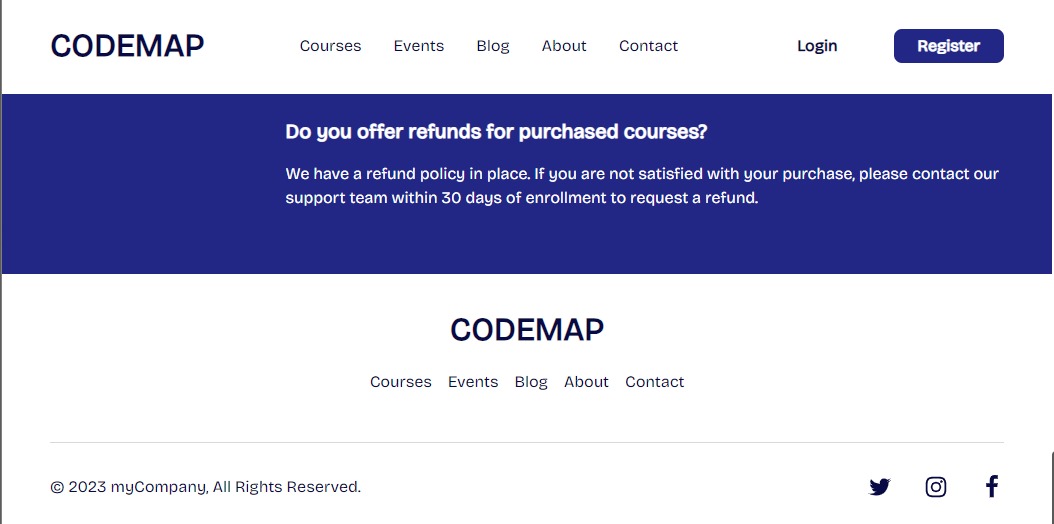 CODEMAP Courses Events Blog About Contact Login Register
Do you offer refunds for purchased courses?
We have a refund policy in place. If you are not satisfied with your purchase, please contact our
support team within 30 days of enrollment to request a refund.
CODEMAP
Courses Events Blog About Contact
© 2023 myCompany, All Rights Reserved.